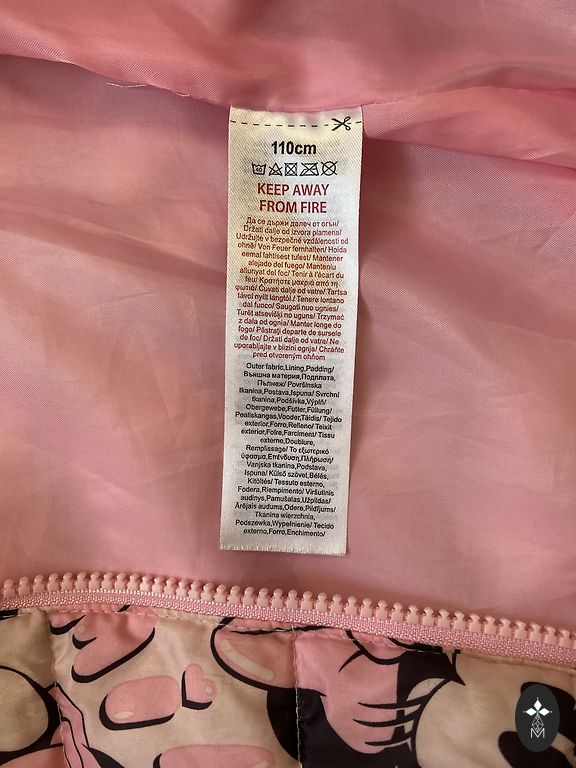 110cm
KEEP AWAY
FROM FIRE
Да се държи далеч от огън/
Držati dalje od izvora plamena/
Udržujte v bezpečné vzdálenosti od
ohně/ Von Feuer fernhalten/ Hoida
eemal lahtisest tulest/ Mantener
alejado del fuego/ Manteniu
allunyat del foc/ Tenir à l'écart du
feu/ Κρατήστε μακριά από τη
φωτιά/ Čuvati dalje od vatre/ Tartsa
távol nyílt lángtól/ Tenere lontano
dal fuoco/ Saugoti nuo ugnies/
Turēt atsevišķi no uguns/ Trzymać
z dala od ognia/ Manter longe do
fogo/ Păstrați departe de sursele
de foc/ Držati dalje od vatre/ Ne
uporabljajte v bližini ognja/ Chráňte
pred otvoreným ohňom
Outer fabric,Lining,Padding/
Външна материя,Подплата,
Пълнеж/ Površinska
tkanina,Postava,Ispuna/ Svrchní
tkanina,Podšívka,Výplň/
Obergewebe,Futter,Füllung/
Pealiskangas,Vooder,Täidis/ Tejido
exterior,Forro,Relleno/ Teixit
exterior,Folre,Farciment/ Tissu
externe,Doublure,
Remplissage/ Το εξωτερικό
ύφασμα,Επένδυση,Πλήρωση/
Vanjska tkanina,Podstava,
Ispuna/ Külső szövet,Bélés,
Kitöltés/ Tessuto esterno,
Fodera,Riempimento/ Viršutinis
audinys,Pamušalas,Užpildas/
Ārējais audums,Odere,Pildījums/
Tkanina wierzchnia,
Podszewka,Wypełnienie/ Tecido
externo,Forro,Enchimento/
M